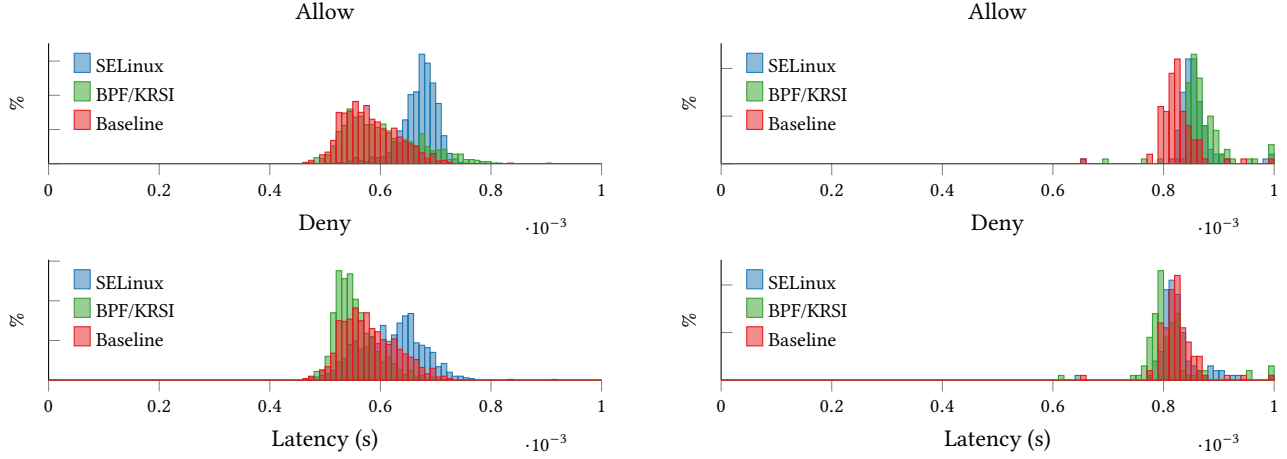 Allow
%
SELinux
BPF/KRSI
Baseline
0 0.2 0.4 0.6 0.8 1
·10⁻³
Deny
%
SELinux
BPF/KRSI
Baseline
0 0.2 0.4 0.6 0.8 1
·10⁻³
Latency (s)
Allow
%
SELinux
BPF/KRSI
Baseline
0 0.2 0.4 0.6 0.8 1
·10⁻³
Deny
%
SELinux
BPF/KRSI
Baseline
0 0.2 0.4 0.6 0.8 1
·10⁻³
Latency (s)